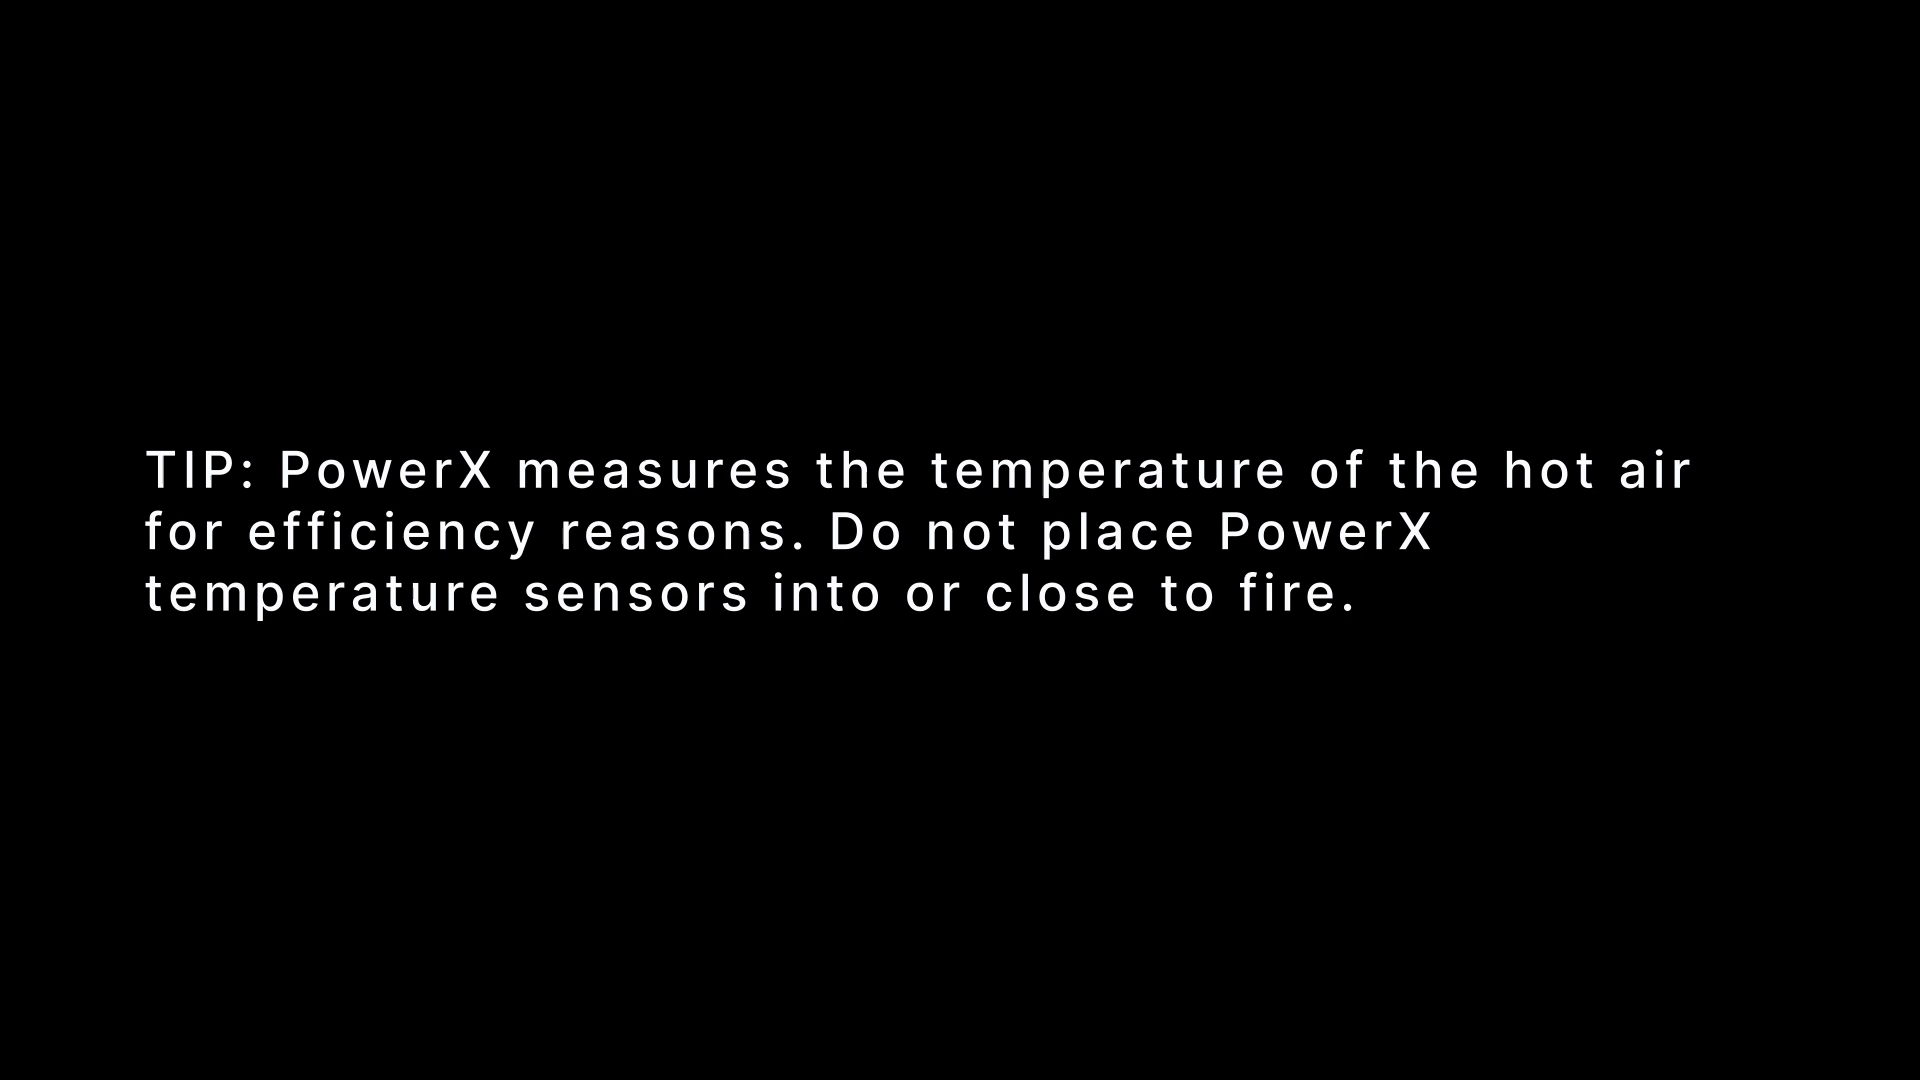 TIP: PowerX measures the temperature of the hot air
for efficiency reasons. Do not place PowerX
temperature sensors into or close to fire.